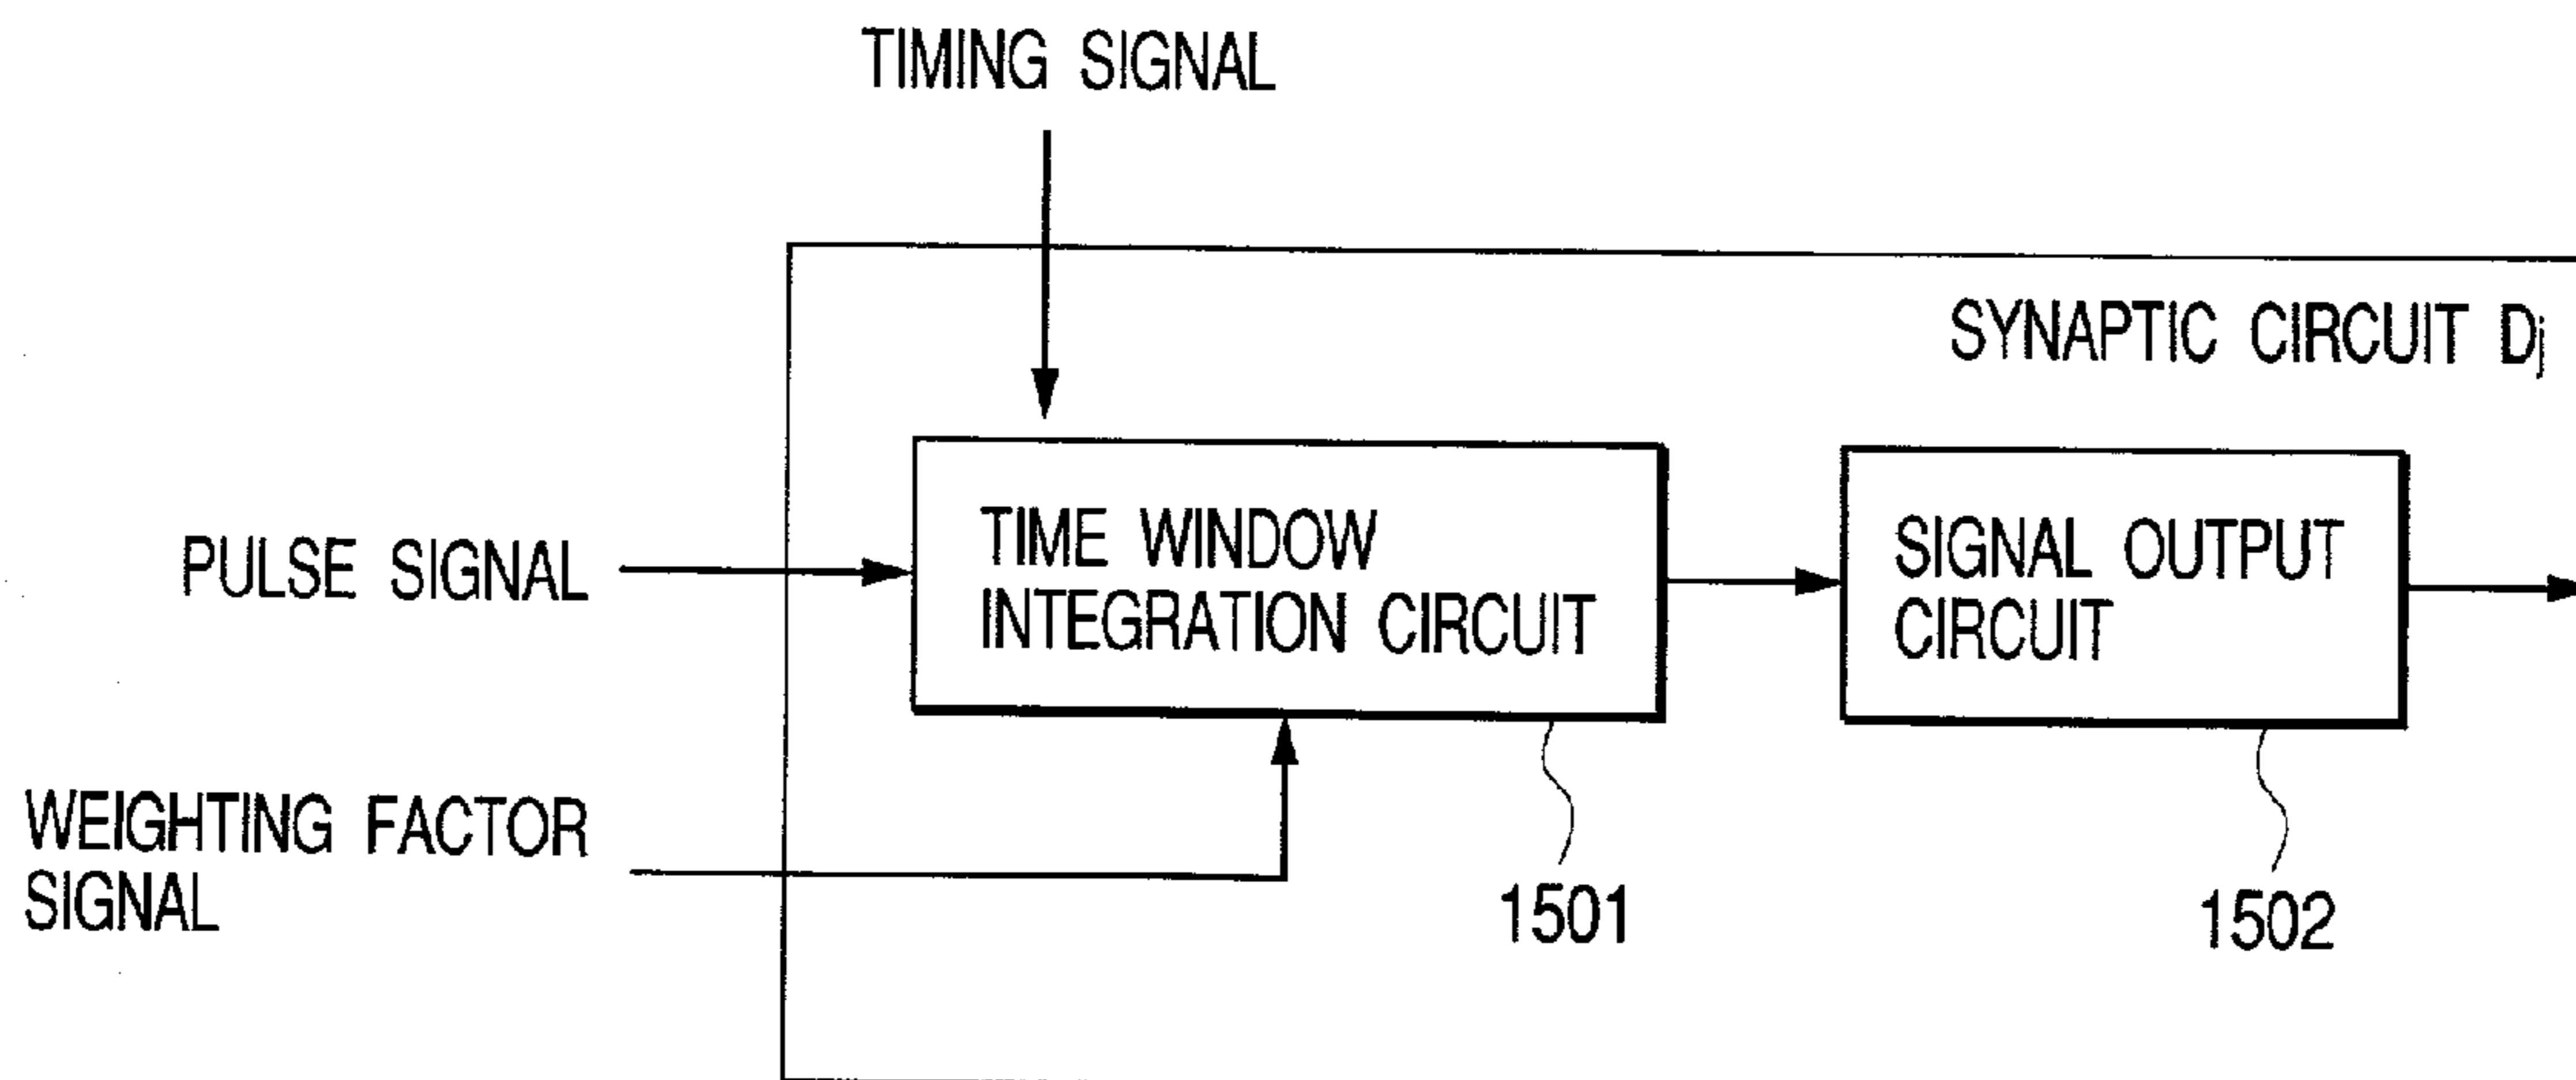 TIMING SIGNAL
SYNAPTIC CIRCUIT Dj
PULSE SIGNAL
TIME WINDOW
INTEGRATION CIRCUIT
SIGNAL OUTPUT
CIRCUIT
WEIGHTING FACTOR
SIGNAL
1501
1502